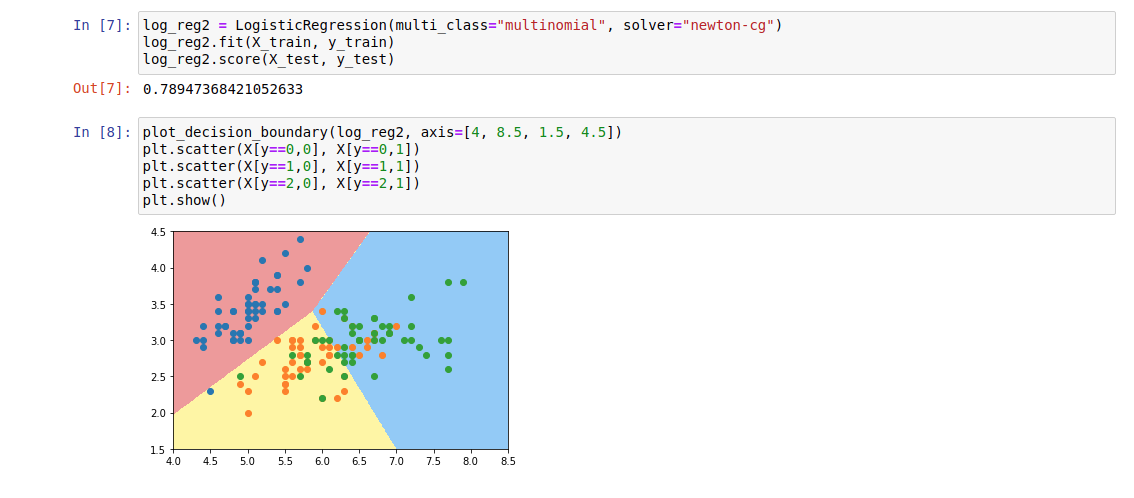 In [7]: log_reg2 = LogisticRegression(multi_class="multinomial", solver="newton-cg")
log_reg2.fit(X_train, y_train)
log_reg2.score(X_test, y_test)
Out[7]: 0.78947368421052633
In [8]: plot_decision_boundary(log_reg2, axis=[4, 8.5, 1.5, 4.5])
plt.scatter(X[y==0,0], X[y==0,1])
plt.scatter(X[y==1,0], X[y==1,1])
plt.scatter(X[y==2,0], X[y==2,1])
plt.show()
4.5
4.0
3.5
3.0
2.5
2.0
1.5
4.0 4.5 5.0 5.5 6.0 6.5 7.0 7.5 8.0 8.5